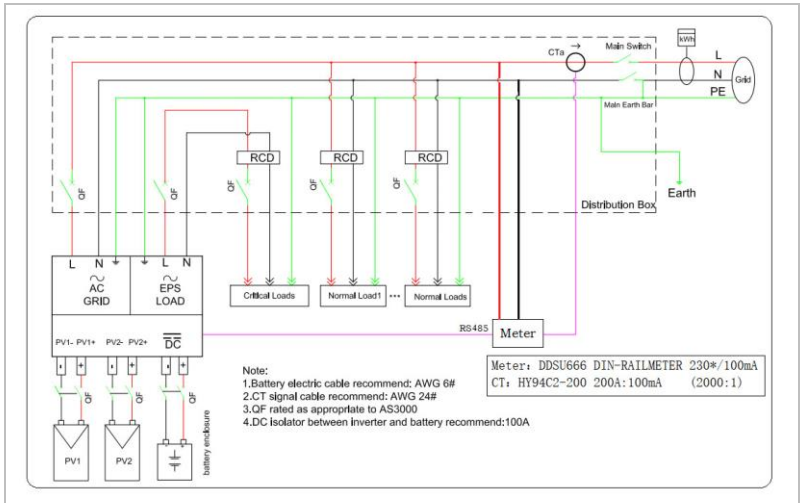 kWh
Main Switch
CTa
→
L
N
Grid
PE
Main Earth Bar
RCD
RCD
RCD
QF
QF
QF
QF
QF
Earth
Distribution Box
L N L N
AC
GRID
EPS
LOAD
Critical Loads
Normal Load1
•••
Normal Loads
RS485
Meter
PV1- PV1+ PV2- PV2+ DC
- + - + - +
QF
QF
QF
Meter: DDSU666 DIN-RAILMETER 230*/100mA
CT: HY94C2-200 200A:100mA (2000:1)
Note:
1.Battery electric cable recommend: AWG 6#
2.CT signal cable recommend: AWG 24#
3.QF rated as appropriate to AS3000
4.DC isolator between inverter and battery recommend:100A
PV1
PV2
battery enclosure